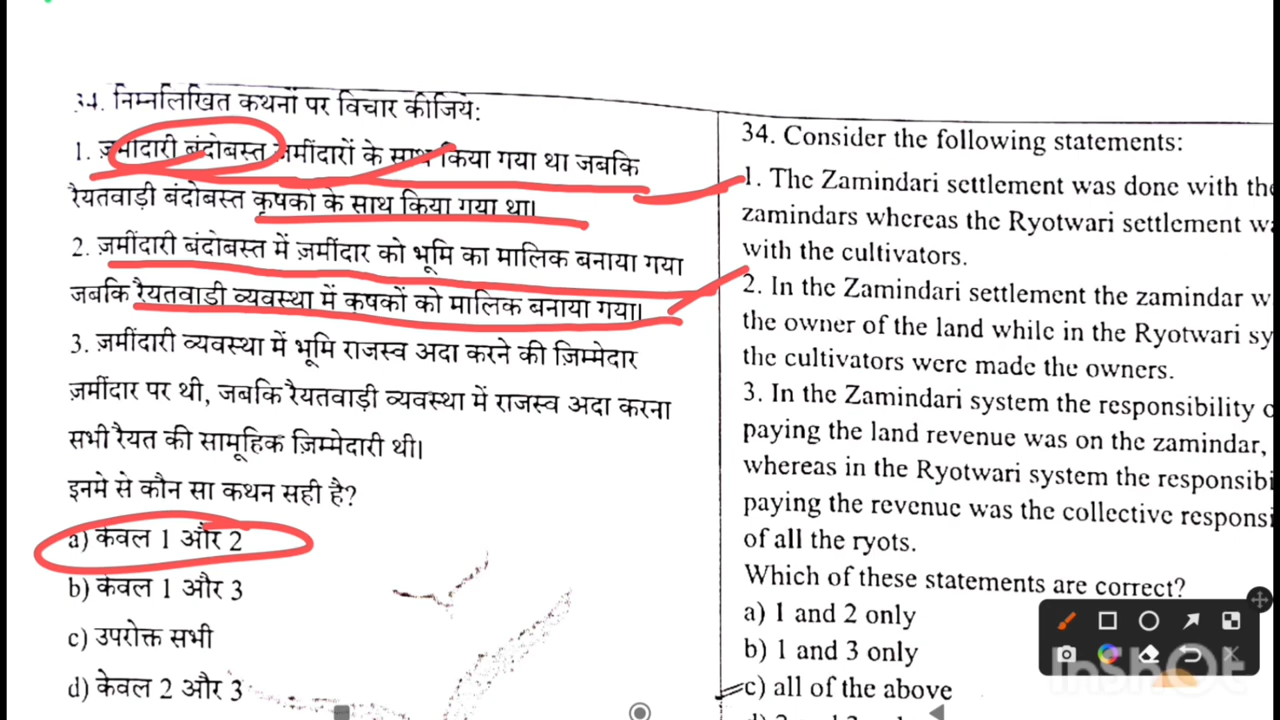 34. निम्नलिखित कथनों पर विचार कीजिये:
1. ज़मींदारी बंदोबस्त ज़मींदारों के साथ किया गया था जबकि
रैयतवाड़ी बंदोबस्त कृषकों के साथ किया गया था।
2. ज़मींदारी बंदोबस्त में ज़मींदार को भूमि का मालिक बनाया गया
जबकि रैयतवाडी व्यवस्था में कृषकों को मालिक बनाया गया।
3. ज़मींदारी व्यवस्था में भूमि राजस्व अदा करने की ज़िम्मेदार
ज़मींदार पर थी, जबकि रैयतवाड़ी व्यवस्था में राजस्व अदा करना
सभी रैयत की सामूहिक ज़िम्मेदारी थी।
इनमे से कौन सा कथन सही है?
a) केवल 1 और 2
b) केवल 1 और 3
c) उपरोक्त सभी
d) केवल 2 और 3
34. Consider the following statements:
1. The Zamindari settlement was done with the
zamindars whereas the Ryotwari settlement
with the cultivators.
2. In the Zamindari settlement the zamindar
the owner of the land while in the Ryotwari
the cultivators were made the owners.
3. In the Zamindari system the responsibility
paying the land revenue was on the zamindar,
whereas in the Ryotwari system the
paying the revenue was the collective
of all the ryots.
Which of these statements are correct?
a) 1 and 2 only
b) 1 and 3 only
c) all of the above
InShOt